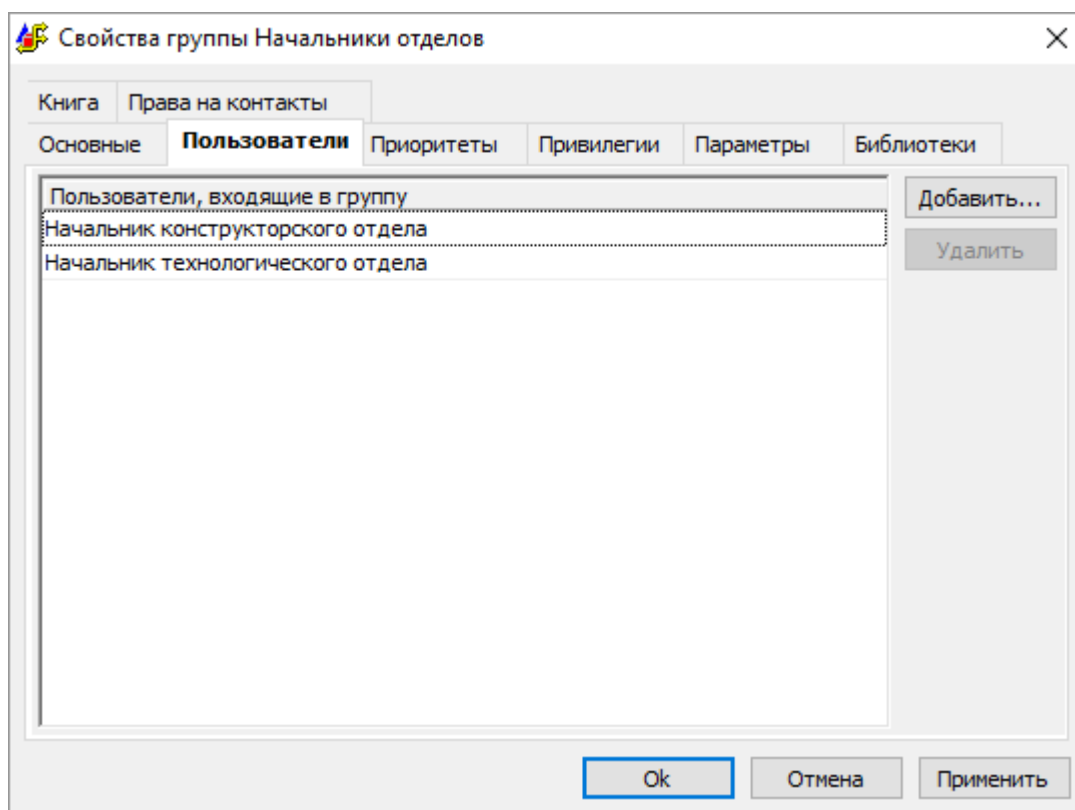 Свойства группы Начальники отделов
Книга Права на контакты
Основные Пользователи Приоритеты Привилегии Параметры Библиотеки
Пользователи, входящие в группу
Добавить...
Начальник конструкторского отдела
Удалить
Начальник технологического отдела
Ok Отмена Применить